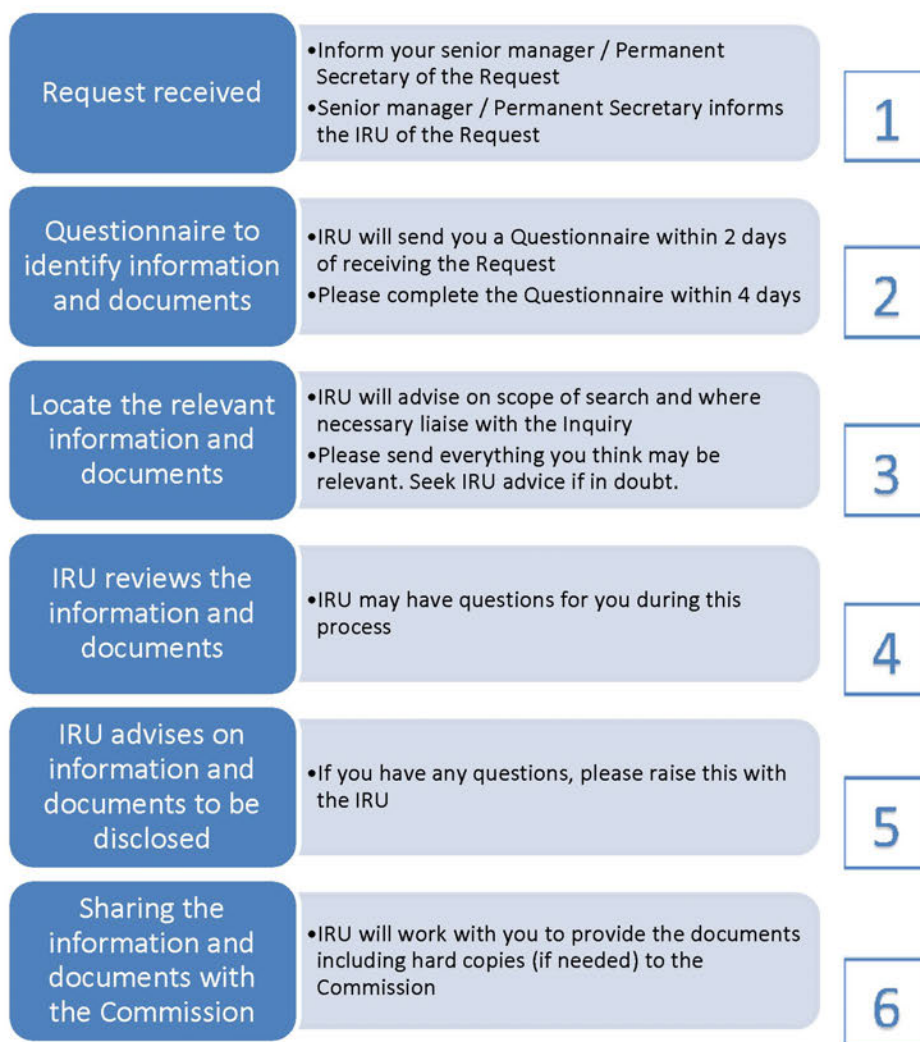 Request received
•Inform your senior manager / Permanent
Secretary of the Request
•Senior manager / Permanent Secretary informs
the IRU of the Request
1
Questionnaire to
identify information
and documents
•IRU will send you a Questionnaire within 2 days
of receiving the Request
•Please complete the Questionnaire within 4 days
2
Locate the relevant
information and
documents
•IRU will advise on scope of search and where
necessary liaise with the Inquiry
•Please send everything you think may be
relevant. Seek IRU advice if in doubt.
3
IRU reviews the
information and
documents
•IRU may have questions for you during this
process
4
IRU advises on
information and
documents to be
disclosed
•If you have any questions, please raise this with
the IRU
5
Sharing the
information and
documents with
the Commission
•IRU will work with you to provide the documents
including hard copies (if needed) to the
Commission
6